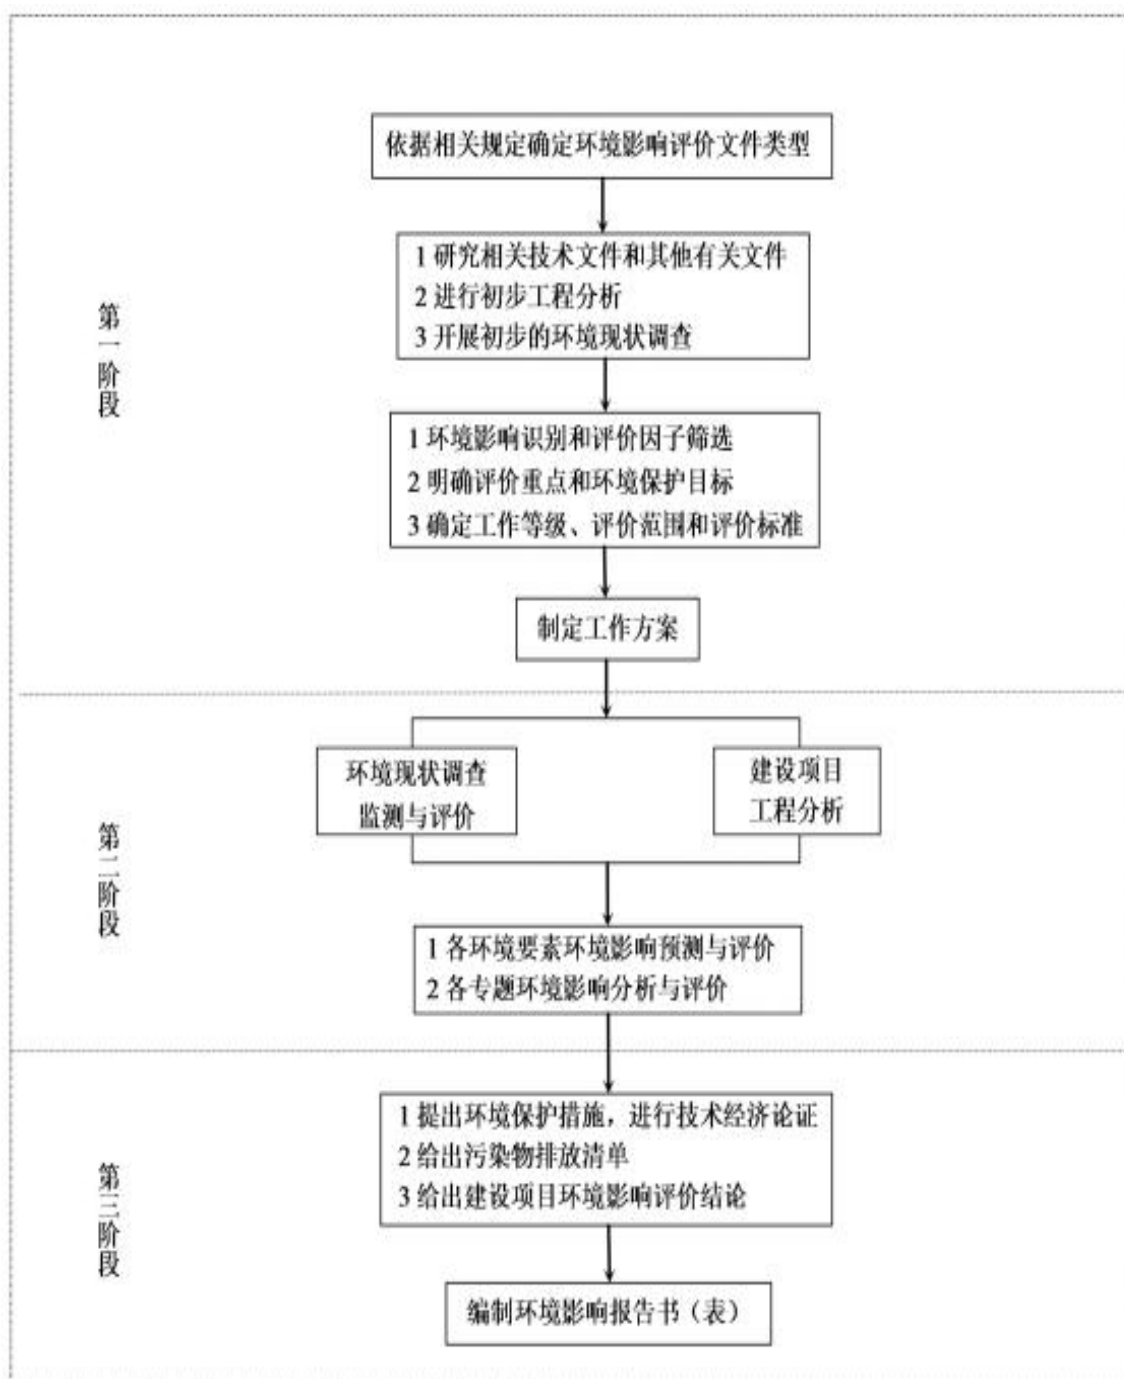 依据相关规定确定环境影响评价文件类型
1 研究相关技术文件和其他有关文件
2 进行初步工程分析
3 开展初步的环境现状调查
第一阶段
1 环境影响识别和评价因子筛选
2 明确评价重点和环境保护目标
3 确定工作等级、评价范围和评价标准
制定工作方案
环境现状调查
监测与评价
建设项目
工程分析
第二阶段
1 各环境要素环境影响预测与评价
2 各专题环境影响分析与评价
1 提出环境保护措施，进行技术经济论证
2 给出污染物排放清单
3 给出建设项目环境影响评价结论
第三阶段
编制环境影响报告书（表）